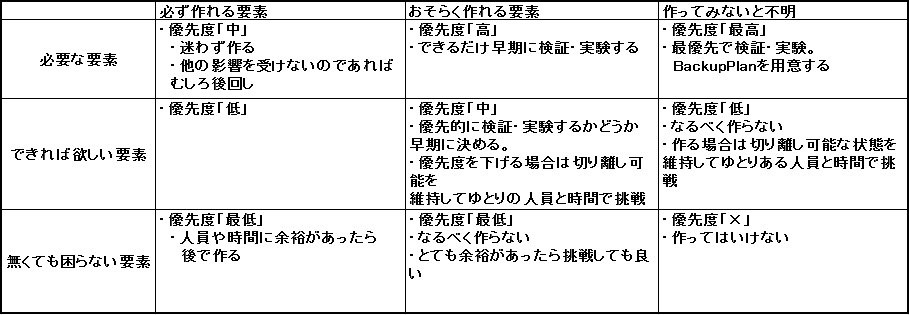 必ず作れる要素
おそらく作れる要素
作ってみないと不明
必要な要素
・優先度「中」
・迷わず作る
・他の影響を受けないのであれば
むしろ後回し
・優先度「高」
・できるだけ早期に検証・実験する
・優先度「最高」
・最優先で検証・実験。
BackupPlanを用意する
できれば欲しい要素
・優先度「低」
・優先度「中」
・優先的に検証・実験するかどうか
早期に決める。
・優先度を下げる場合は切り離し可
能を
維持してゆとりの人員と時間で挑戦
・優先度「低」
・なるべく作らない
・作る場合は切り離し可能な状態を
維持してゆとりある人員と時間で挑
戦
無くても困らない要素
・優先度「最低」
・人員や時間に余裕があったら
後で作る
・優先度「最低」
・なるべく作らない
・とても余裕があったら挑戦しても良
い
・優先度「×」
・作ってはいけない